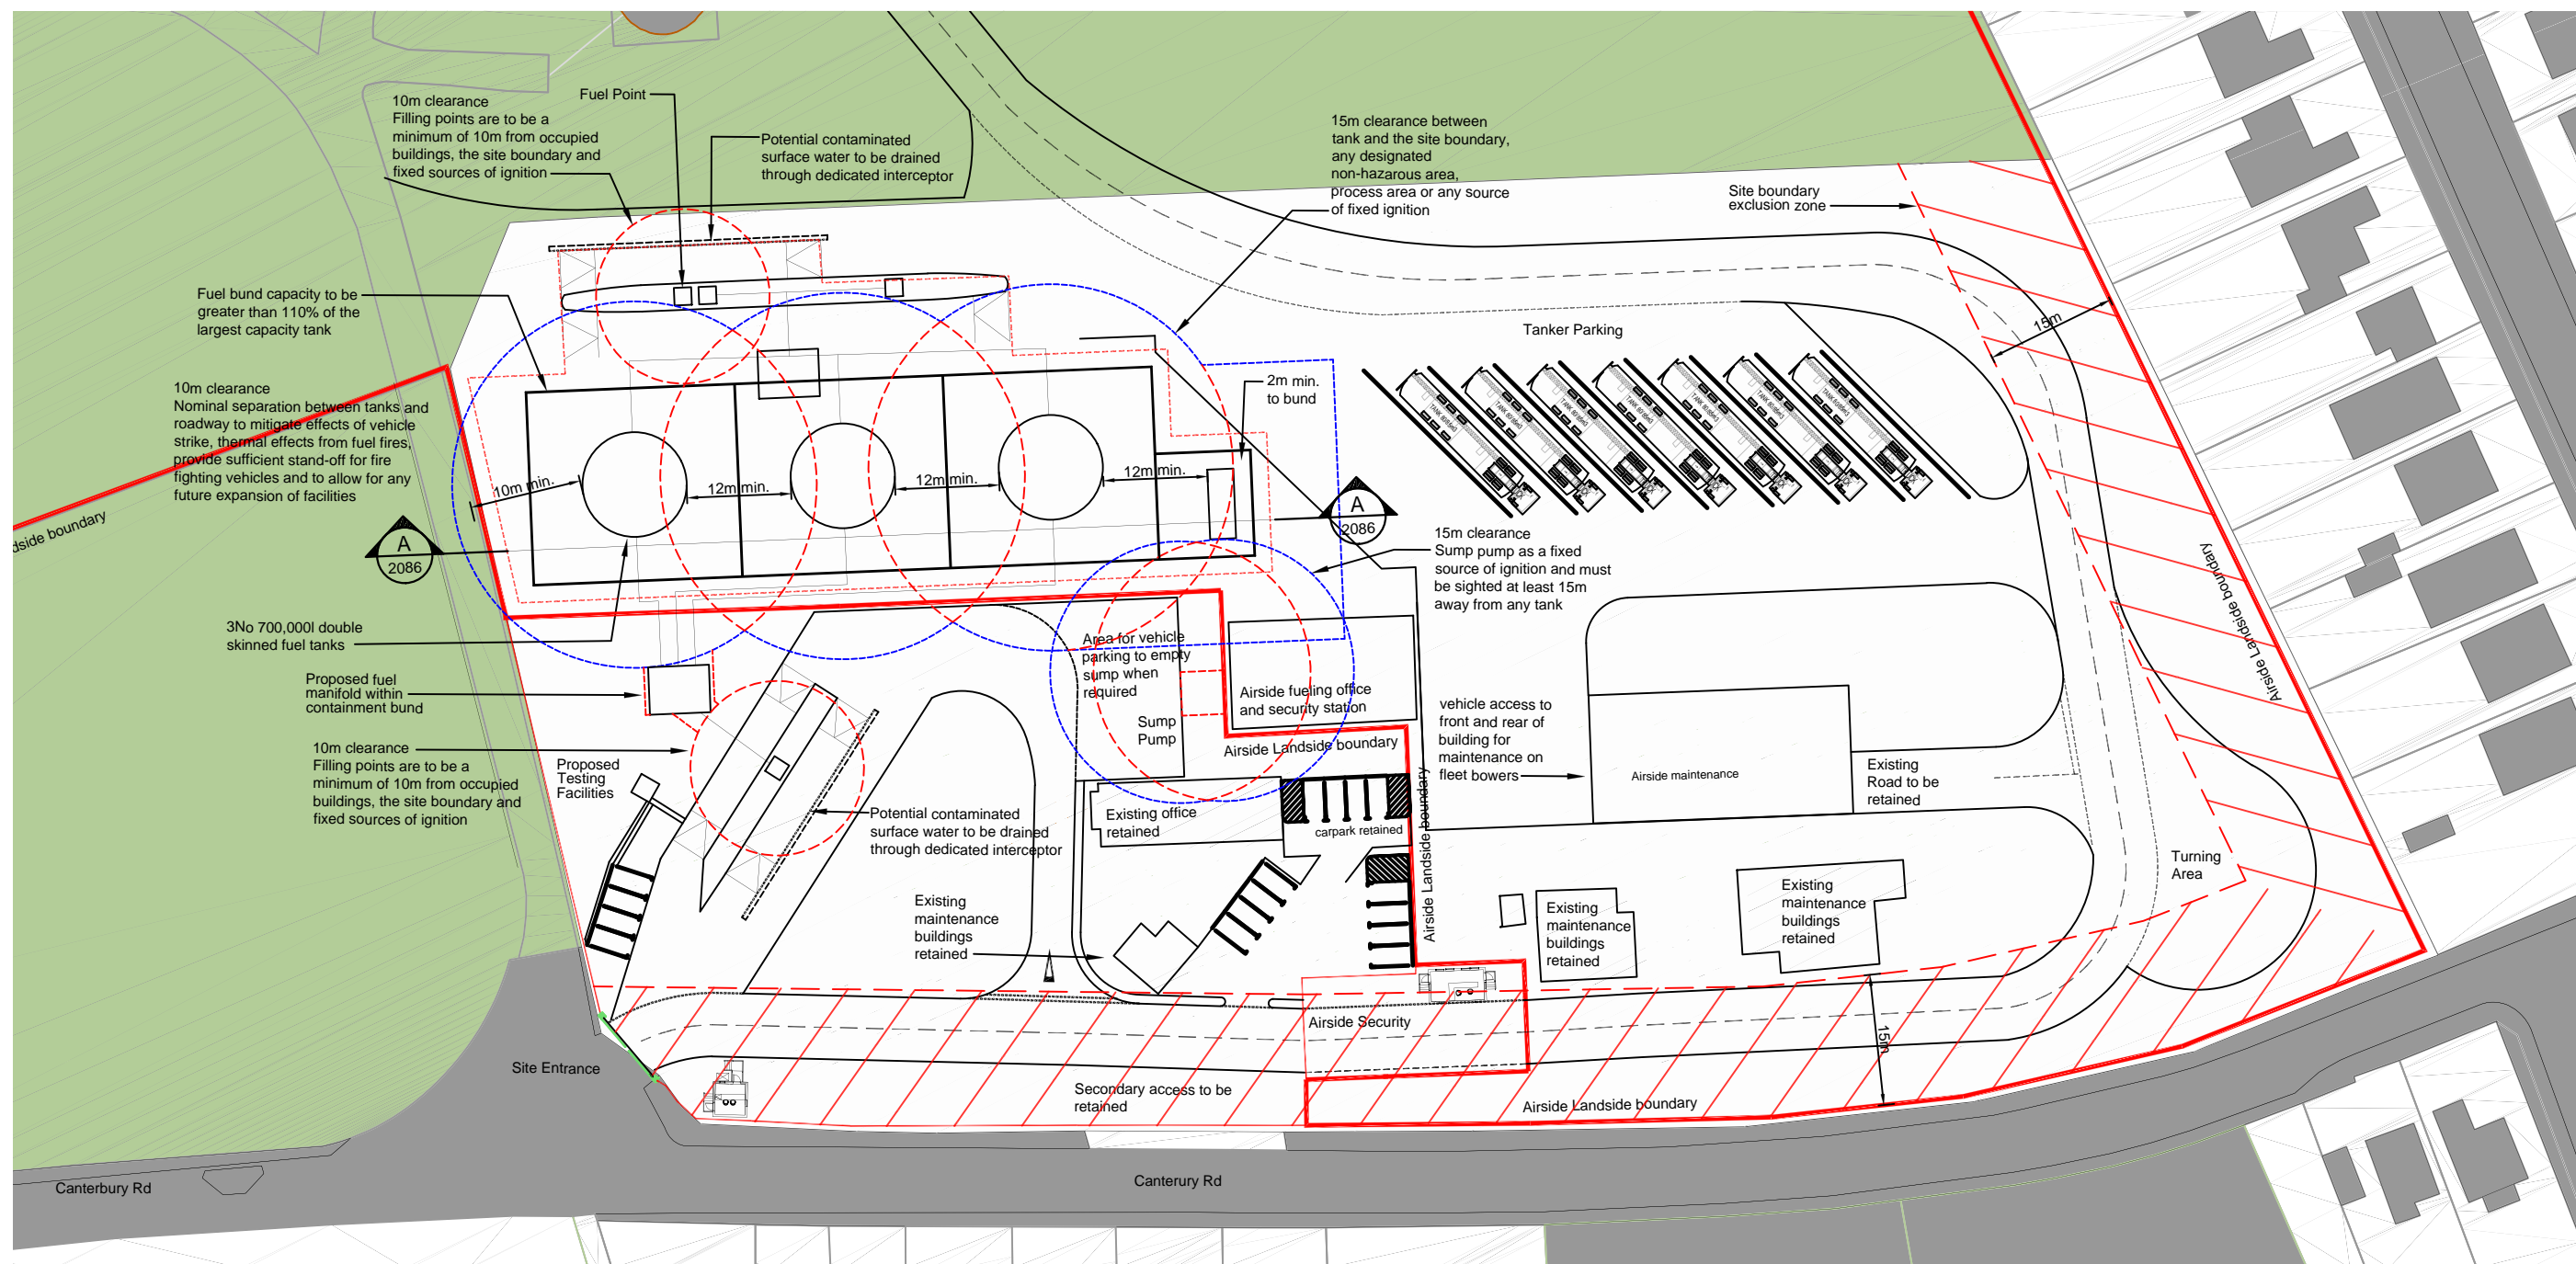 10m clearance
Filling points are to be a
minimum of 10m from occupied
buildings, the site boundary and
fixed sources of ignition
Fuel Point
Potential contaminated
surface water to be drained
through dedicated interceptor
15m clearance between
tank and the site boundary,
any designated
non-hazarous area,
process area or any source
of fixed ignition
Site boundary
exclusion zone
Fuel bund capacity to be
greater than 110% of the
largest capacity tank
Tanker Parking
15m
10m clearance
Nominal separation between tanks and
roadway to mitigate effects of vehicle
strike, thermal effects from fuel fires,
provide sufficient stand-off for fire
fighting vehicles and to allow for any
future expansion of facilities
2m min.
to bund
10m min.
12m min.
12m min.
12m min.
dside boundary
A
2086
A
2086
15m clearance
Sump pump as a fixed
source of ignition and must
be sighted at least 15m
away from any tank
3No 700,000l double
skinned fuel tanks
Area for vehicle
parking to empty
sump when
required
Sump
Pump
Airside fueling office
and security station
Airside Landside boundary
Proposed fuel
manifold within
containment bund
vehicle access to
front and rear of
building for
maintenance on
fleet bowers
Airside Landside boundary
10m clearance
Filling points are to be a
minimum of 10m from occupied
buildings, the site boundary and
fixed sources of ignition
Proposed
Testing
Facilities
Airside maintenance
Existing
Road to be
retained
Potential contaminated
surface water to be drained
through dedicated interceptor
Existing office
retained
carpark retained
Airside Landside boundary
Turning
Area
Existing
maintenance
buildings
retained
Existing
maintenance
buildings
retained
Existing
maintenance
buildings
retained
Airside Security
15m
Site Entrance
Secondary access to be
retained
Airside Landside boundary
Canterbury Rd
Canterury Rd